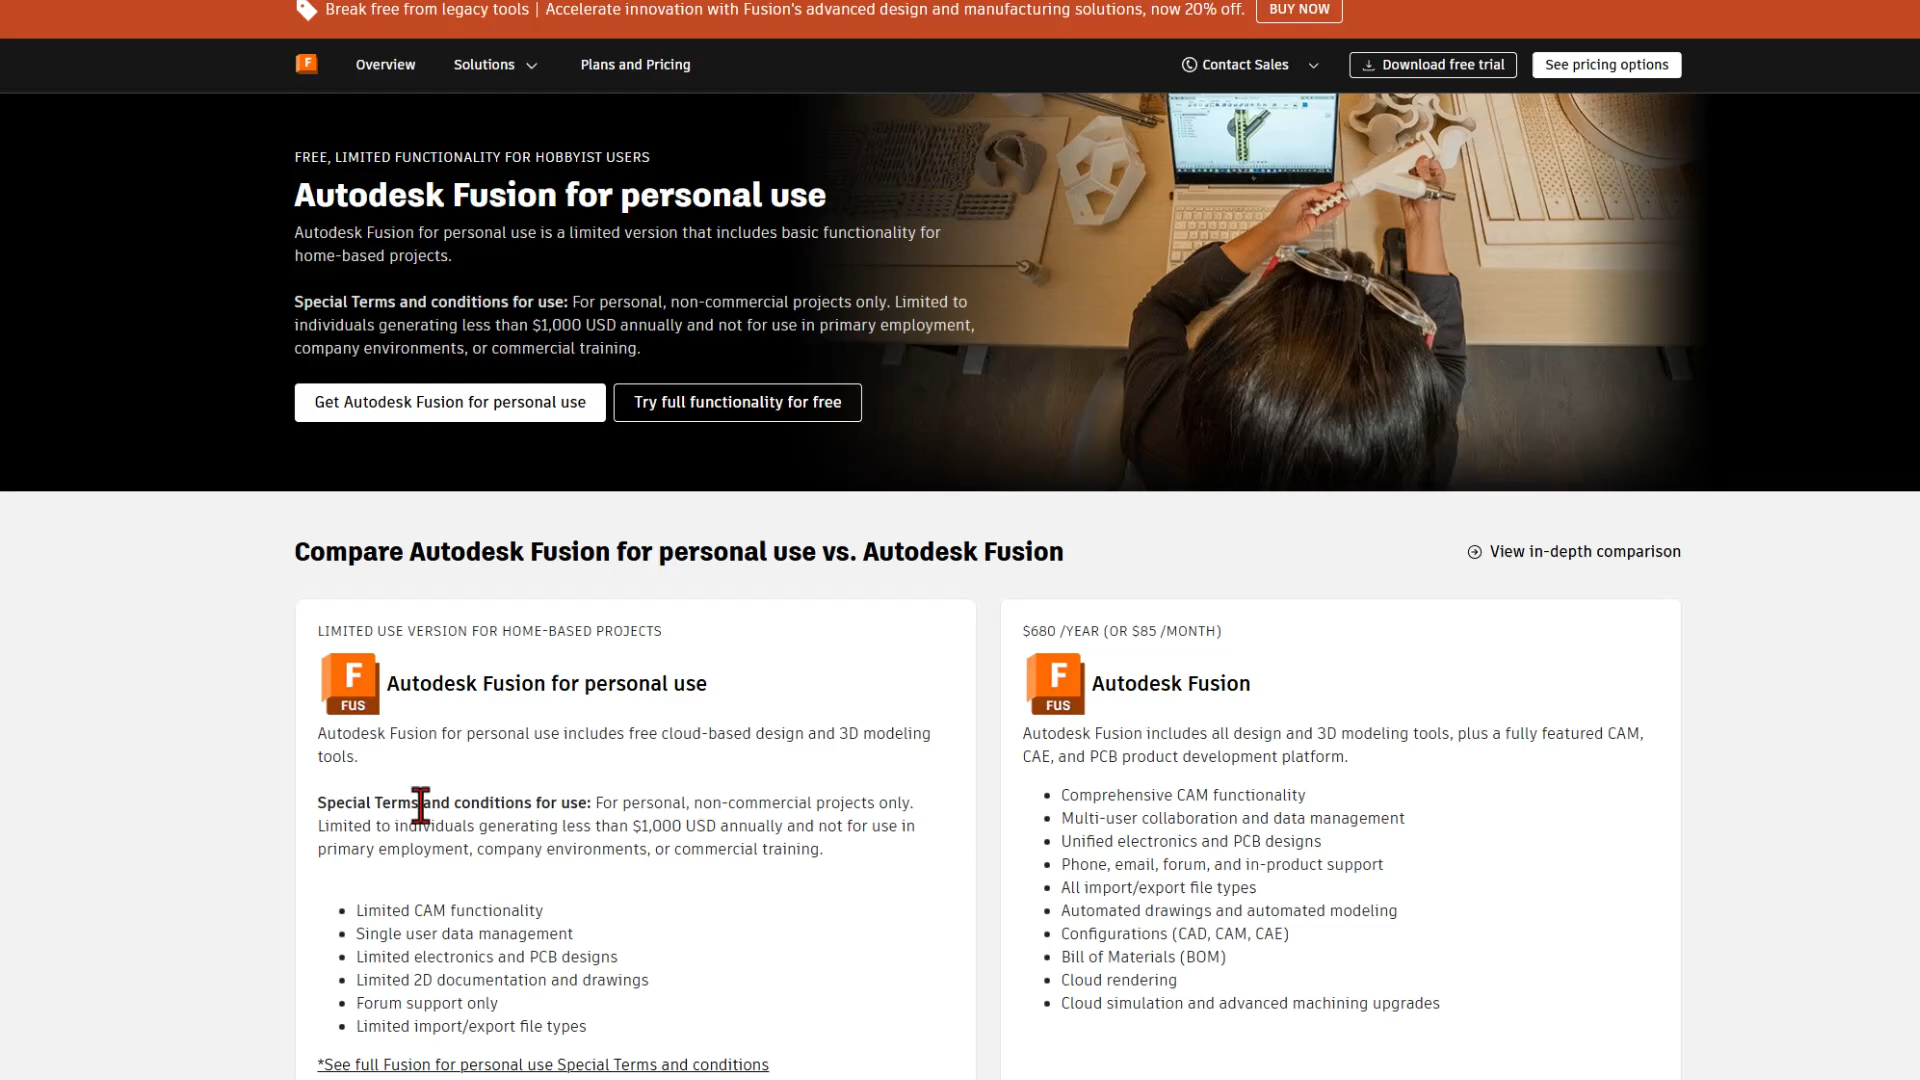 Break free from legacy tools | Accelerate innovation with Fusion's advanced design and manufacturing solutions, now 20% off.
BUY NOW
F
Overview
Solutions
Plans and Pricing
Contact Sales
Download free trial
See pricing options
FREE, LIMITED FUNCTIONALITY FOR HOBBYIST USERS
Autodesk Fusion for personal use
Autodesk Fusion for personal use is a limited version that includes basic functionality for
home-based projects.
Special Terms and conditions for use: For personal, non-commercial projects only. Limited to
individuals generating less than $1,000 USD annually and not for use in primary employment,
company environments, or commercial training.
Get Autodesk Fusion for personal use
Try full functionality for free
Compare Autodesk Fusion for personal use vs. Autodesk Fusion
View in-depth comparison
LIMITED USE VERSION FOR HOME-BASED PROJECTS
F
FUS
Autodesk Fusion for personal use
Autodesk Fusion for personal use includes free cloud-based design and 3D modeling
tools.
Special Terms and conditions for use: For personal, non-commercial projects only.
Limited to individuals generating less than $1,000 USD annually and not for use in
primary employment, company environments, or commercial training.
Limited CAM functionality
Single user data management
Limited electronics and PCB designs
Limited 2D documentation and drawings
Forum support only
Limited import/export file types
*See full Fusion for personal use Special Terms and conditions
$680 /YEAR (OR $85 /MONTH)
F
FUS
Autodesk Fusion
Autodesk Fusion includes all design and 3D modeling tools, plus a fully featured CAM,
CAE, and PCB product development platform.
Comprehensive CAM functionality
Multi-user collaboration and data management
Unified electronics and PCB designs
Phone, email, forum, and in-product support
All import/export file types
Automated drawings and automated modeling
Configurations (CAD, CAM, CAE)
Bill of Materials (BOM)
Cloud rendering
Cloud simulation and advanced machining upgrades